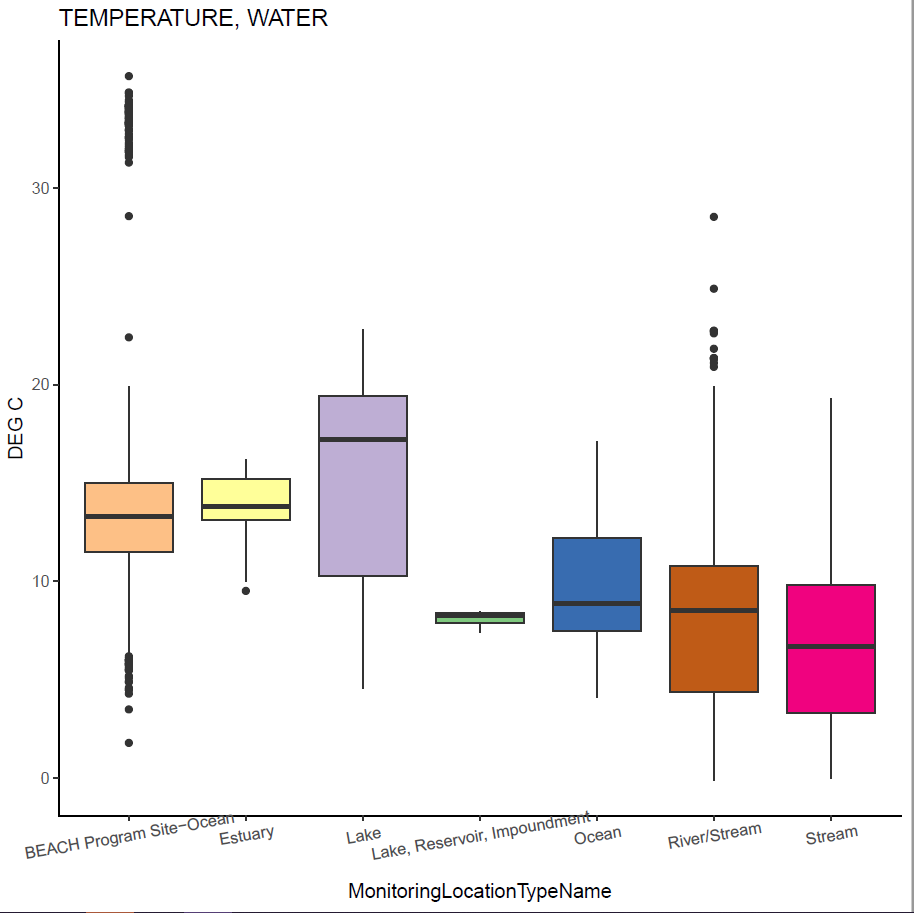 TEMPERATURE, WATER
DEG C
30
20
10
0
BEACH Program Site−Ocean
Estuary
Lake
Lake, Reservoir, Impoundment
Ocean
River/Stream
Stream
MonitoringLocationTypeName